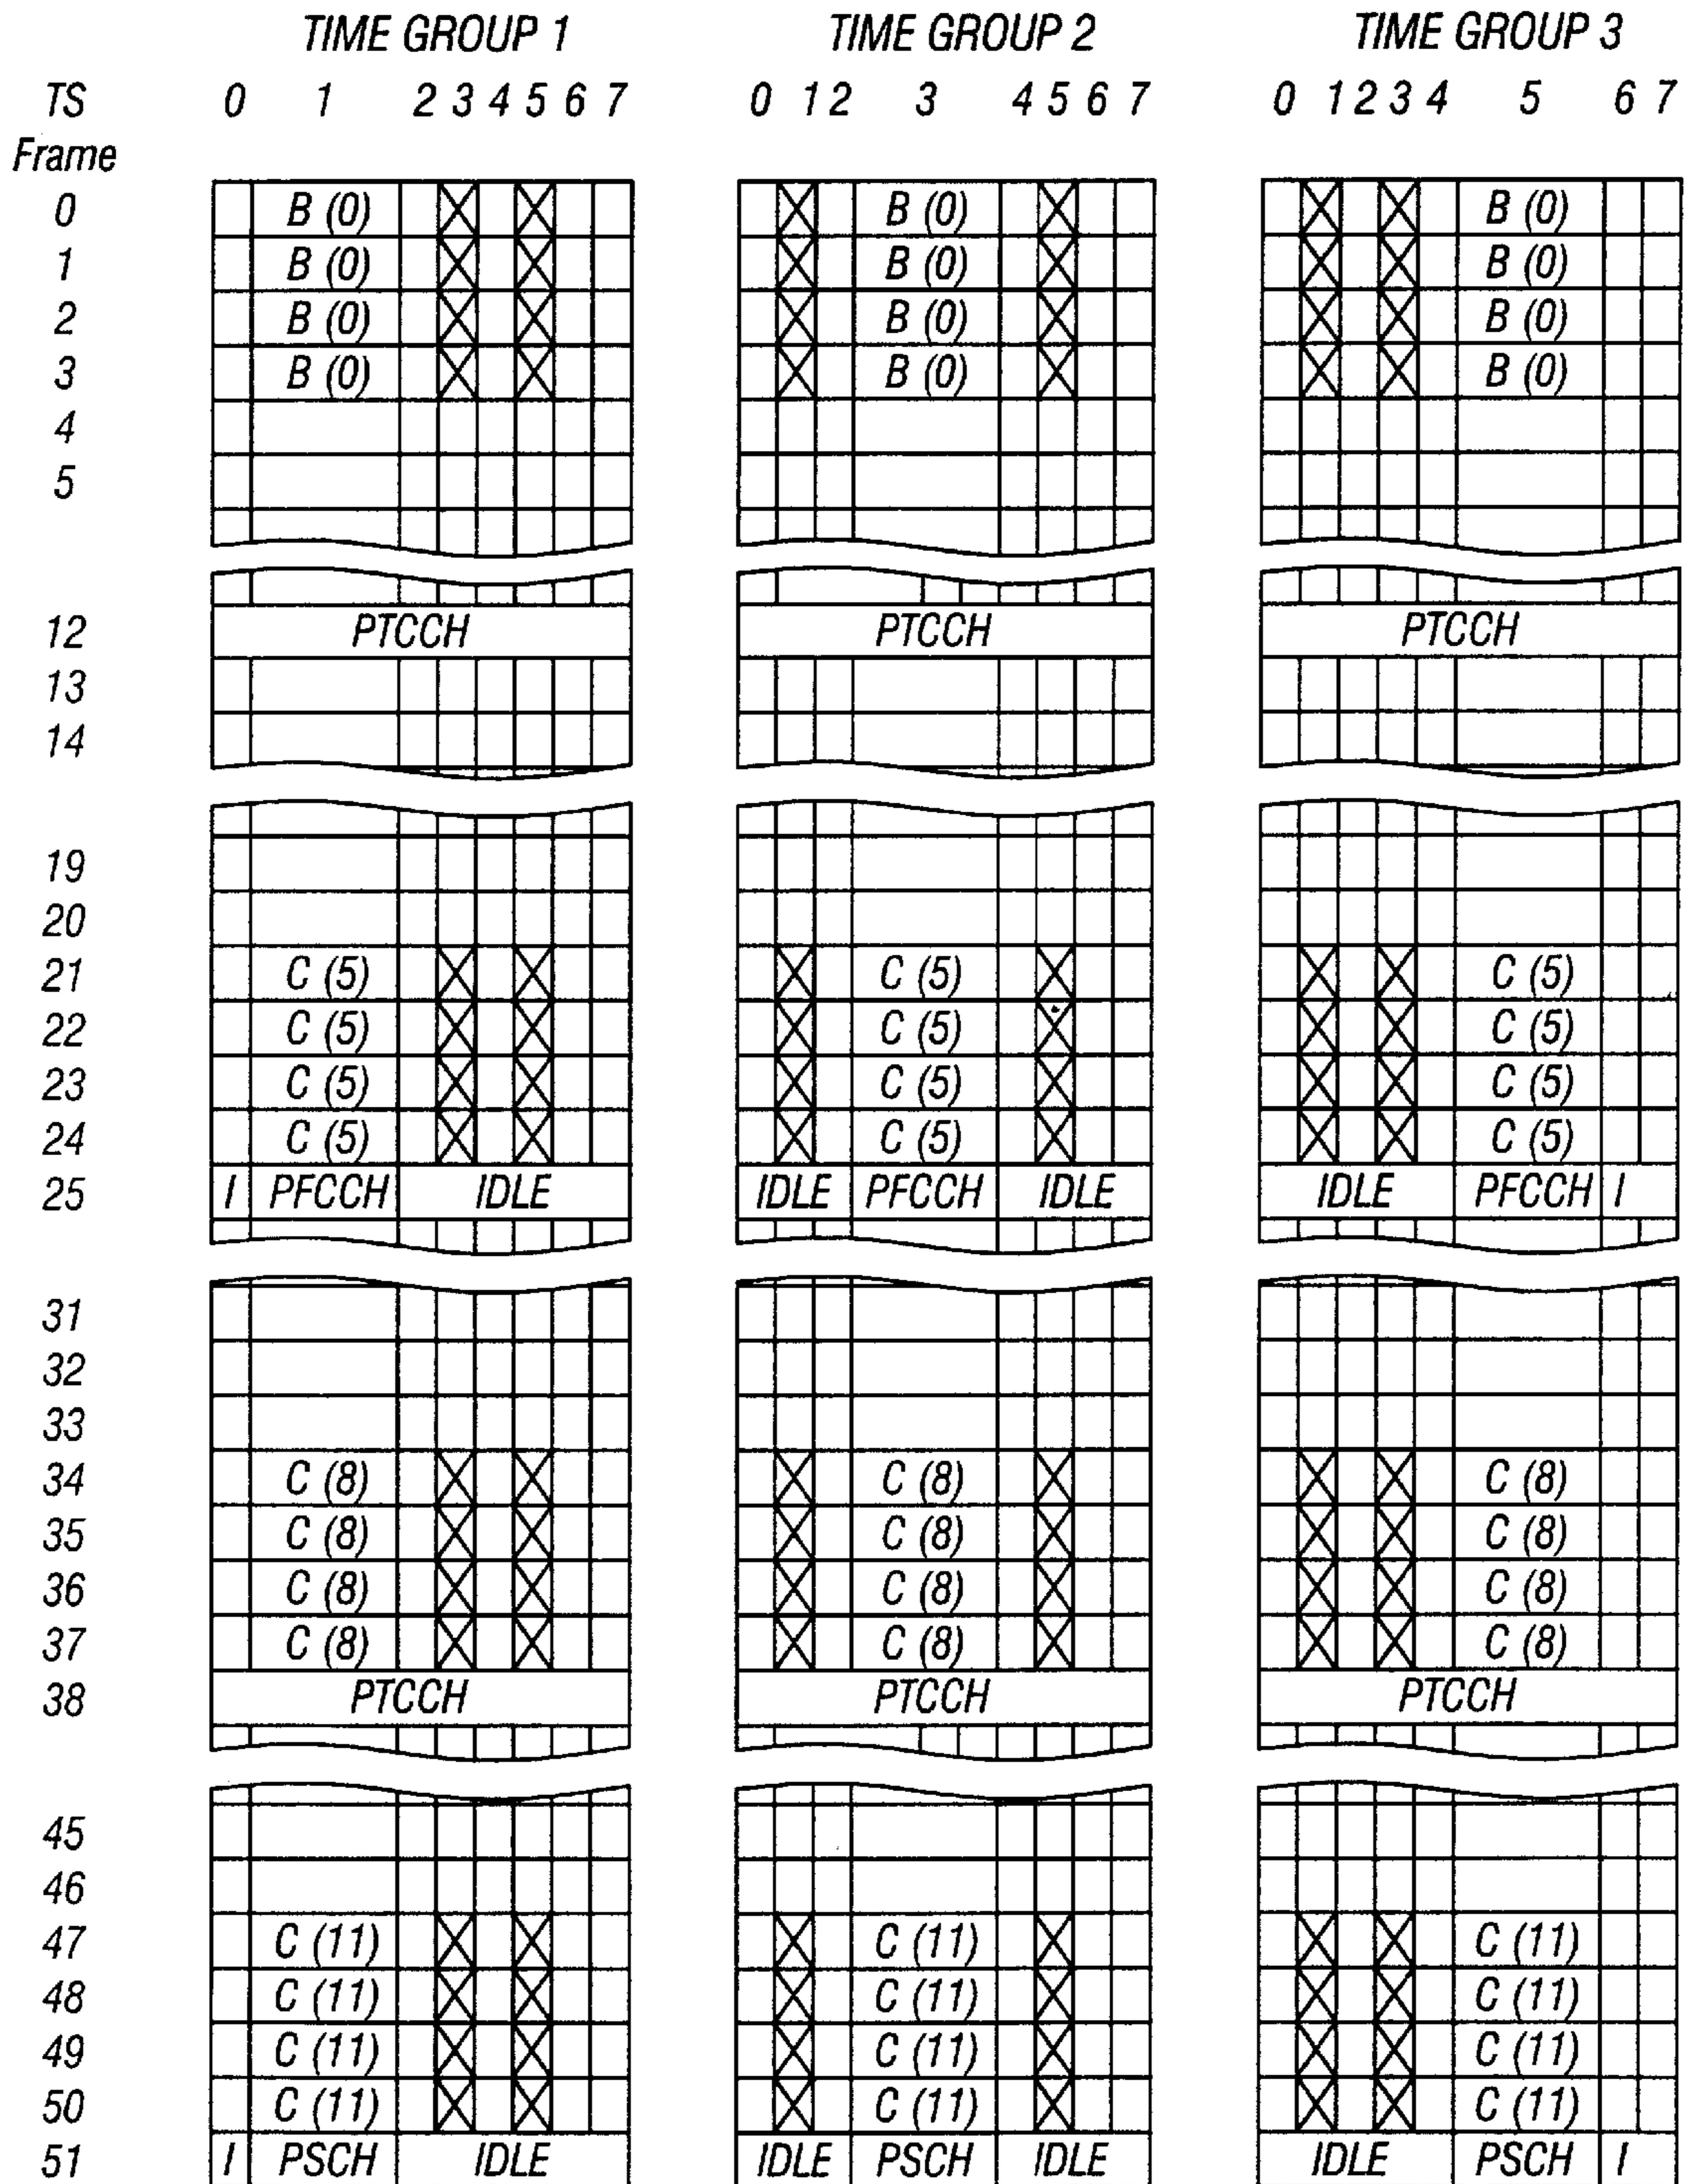 TIME GROUP 1 TIME GROUP 2 TIME GROUP 3
TS 0 1 2 3 4 5 6 7 0 1 2 3 4 5 6 7 0 1 2 3 4 5 6 7
Frame
0 B (0) B (0) B (0)
1 B (0) B (0) B (0)
2 B (0) B (0) B (0)
3 B (0) B (0) B (0)
4
5
12 PTCCH PTCCH PTCCH
13
14
19
20
21 C (5) C (5) C (5)
22 C (5) C (5) C (5)
23 C (5) C (5) C (5)
24 C (5) C (5) C (5)
25 I PFCCH IDLE IDLE PFCCH IDLE IDLE PFCCH I
31
32
33
34 C (8) C (8) C (8)
35 C (8) C (8) C (8)
36 C (8) C (8) C (8)
37 C (8) C (8) C (8)
38 PTCCH PTCCH PTCCH
45
46
47 C (11) C (11) C (11)
48 C (11) C (11) C (11)
49 C (11) C (11) C (11)
50 C (11) C (11) C (11)
51 I PSCH IDLE IDLE PSCH IDLE IDLE PSCH I